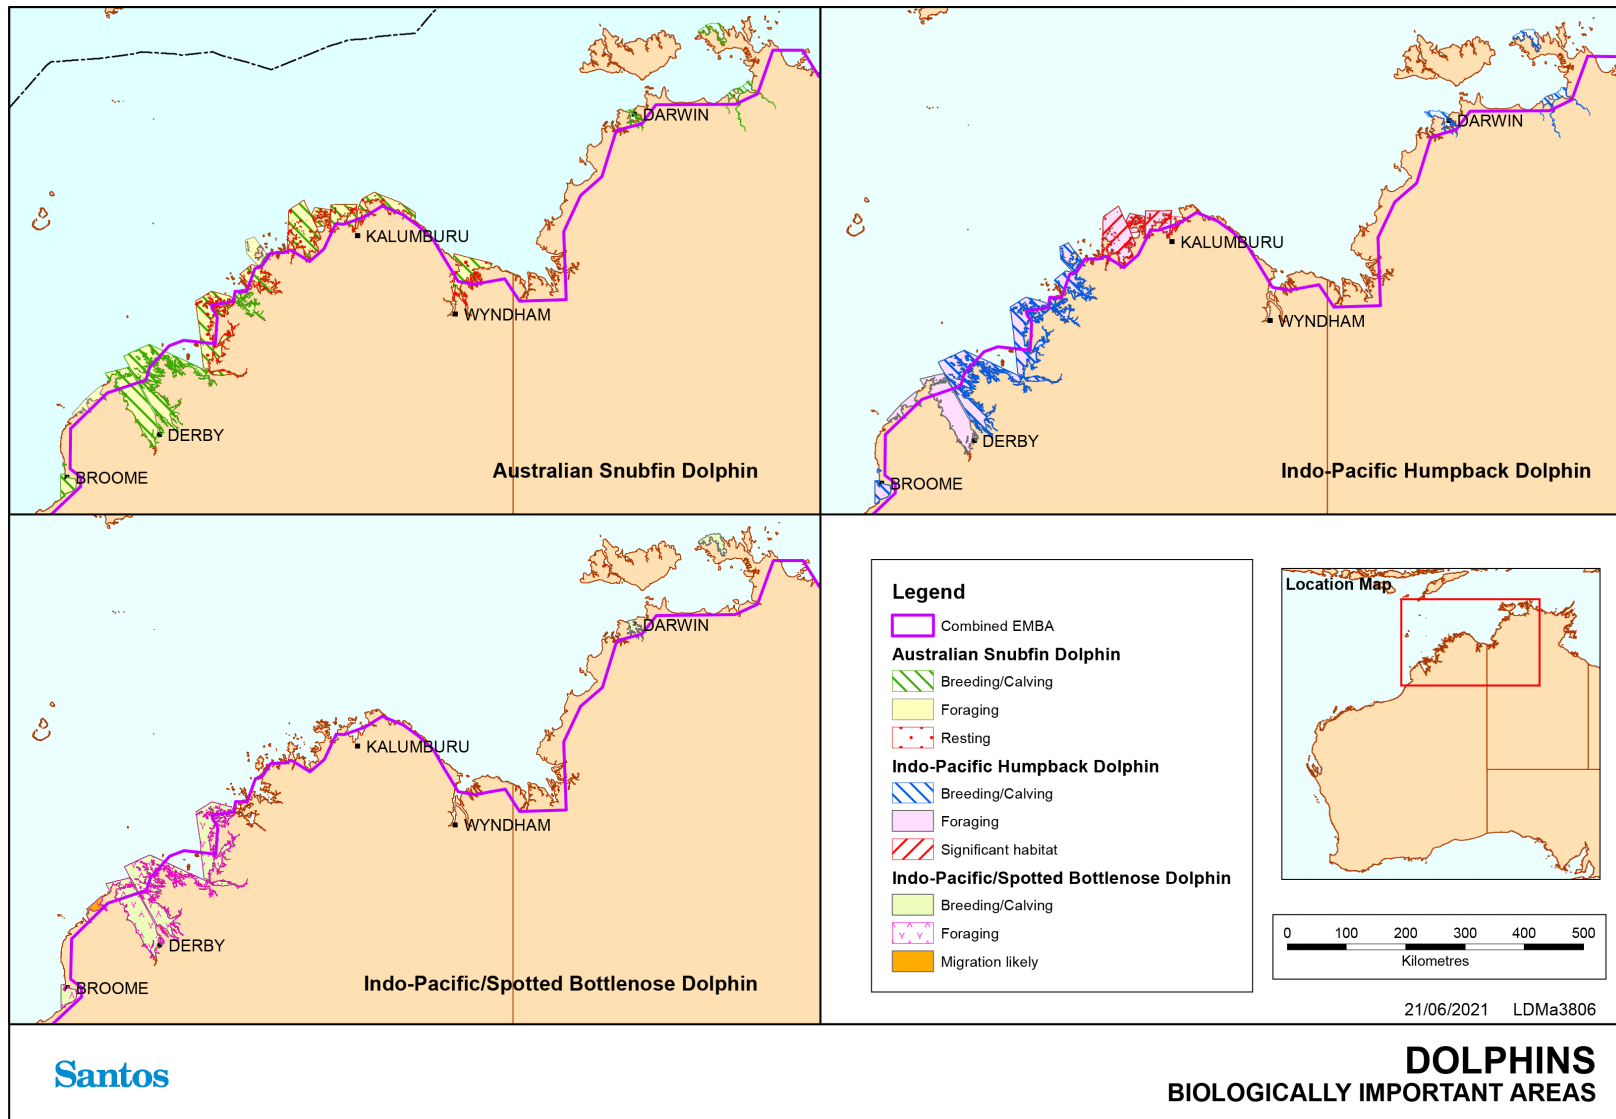 DARWIN
KALUMBURU
WYNDHAM
DERBY
BROOME
Australian Snubfin Dolphin
DARWIN
KALUMBURU
WYNDHAM
DERBY
BROOME
Indo-Pacific Humpback Dolphin
DARWIN
KALUMBURU
WYNDHAM
DERBY
BROOME
Indo-Pacific/Spotted Bottlenose Dolphin
Legend
Combined EMBA
Australian Snubfin Dolphin
Breeding/Calving
Foraging
Resting
Indo-Pacific Humpback Dolphin
Breeding/Calving
Foraging
Significant habitat
Indo-Pacific/Spotted Bottlenose Dolphin
Breeding/Calving
Foraging
Migration likely
Location Map
0 100 200 300 400 500
Kilometres
21/06/2021 LDMa3806
Santos
DOLPHINS
BIOLOGICALLY IMPORTANT AREAS